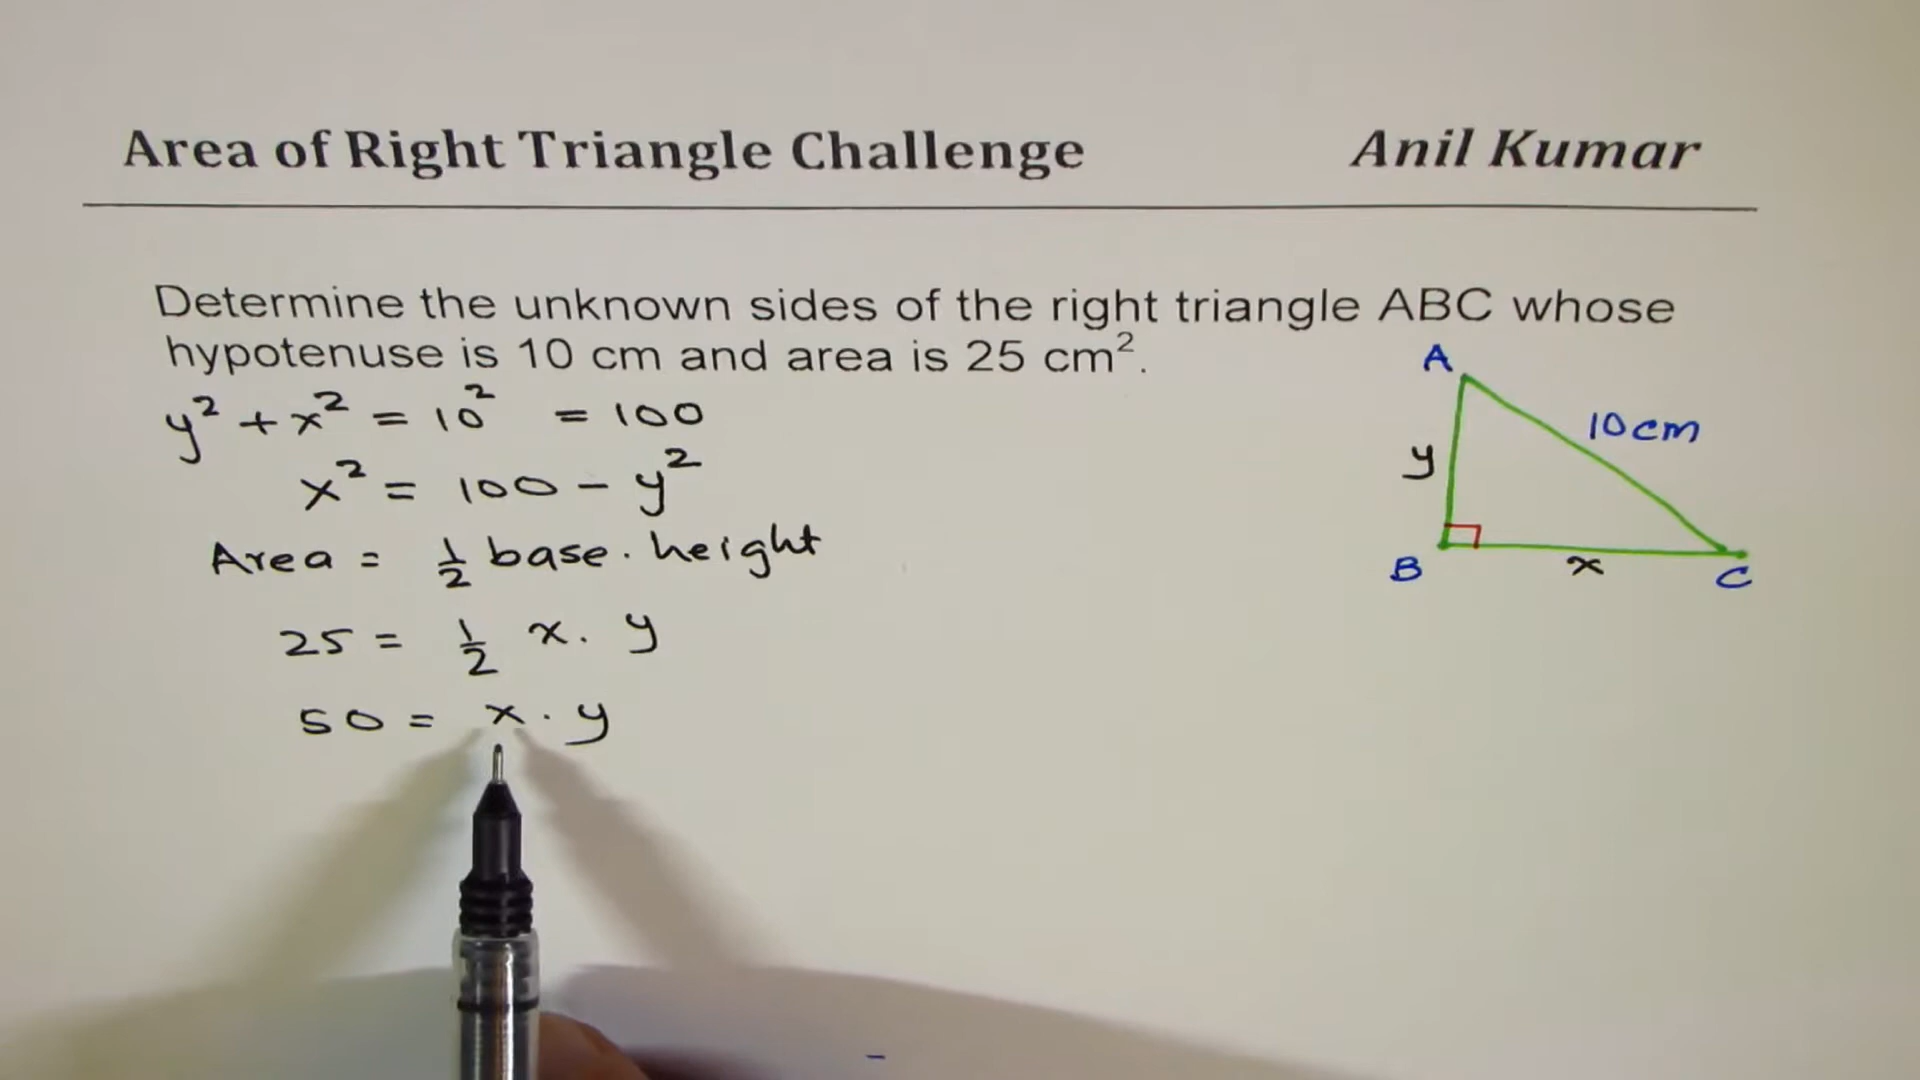 Area of Right Triangle Challenge Anil Kumar
Determine the unknown sides of the right triangle ABC whose
hypotenuse is 10 cm and area is 25 cm².
y² + x² = 10² = 100
x² = 100 - y²
Area = ½ base · height
25 = ½ x · y
50 = x · y
A
10cm
y
B
x
C